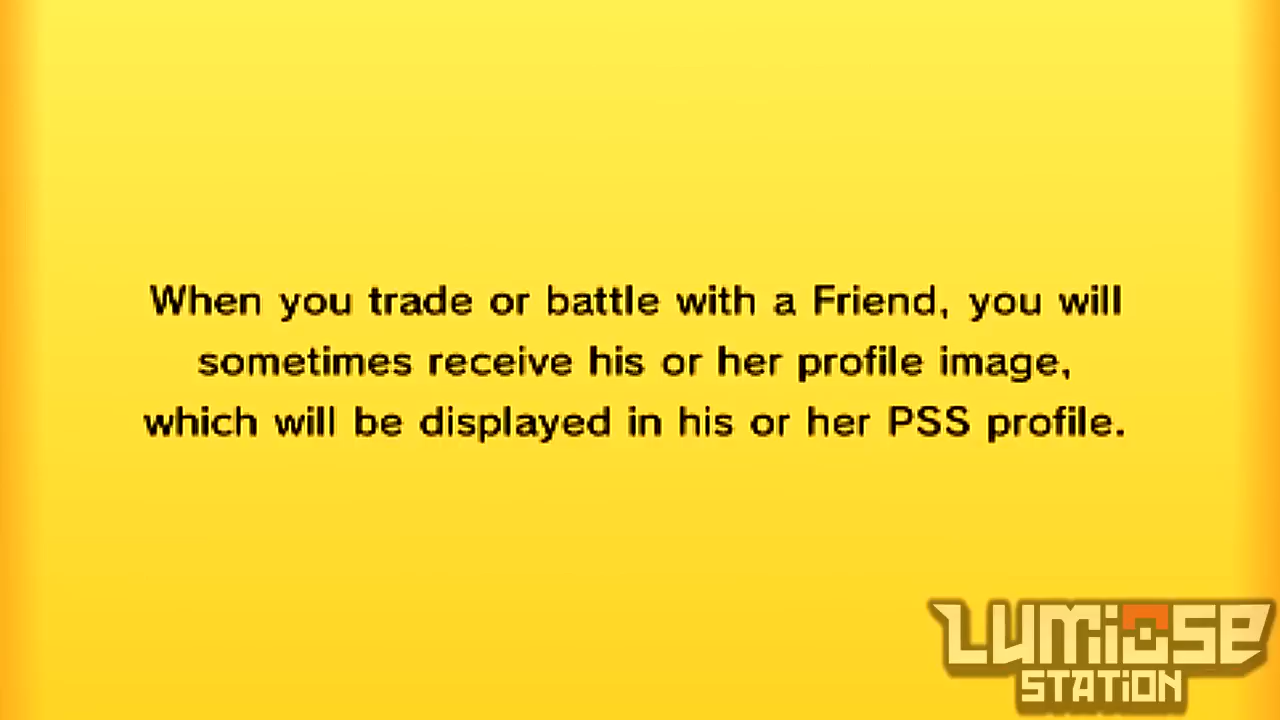 When you trade or battle with a Friend, you will
sometimes receive his or her profile image,
which will be displayed in his or her PSS profile.
LUMIOSE
STATION